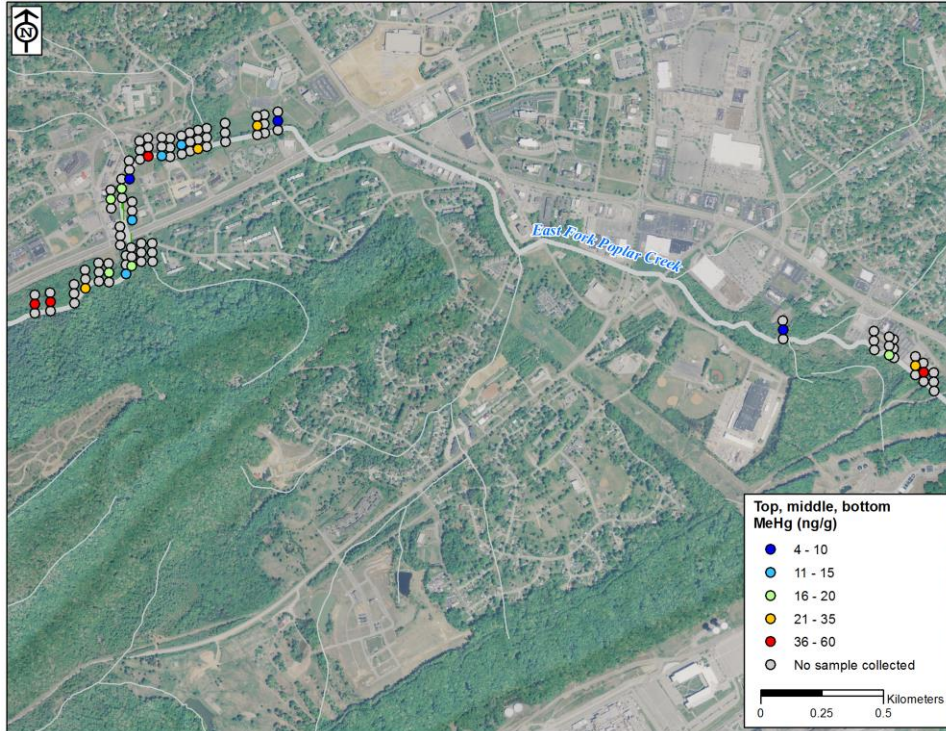 N
East Fork Poplar Creek
Top, middle, bottom
MeHg (ng/g)
4 - 10
11 - 15
16 - 20
21 - 35
36 - 60
No sample collected
Kilometers
0 0.25 0.5